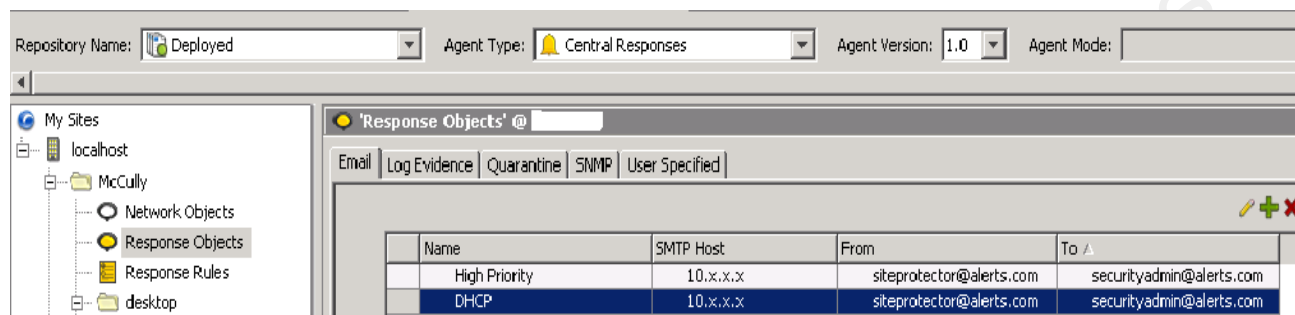 Repository Name: Deployed Agent Type: Central Responses Agent Version: 1.0 Agent Mode:
My Sites
localhost
McCully
Network Objects
Response Objects
Response Rules
desktop
'Response Objects' @
Email Log Evidence Quarantine SNMP User Specified
Name SMTP Host From To
High Priority 10.x.x.x siteprotector@alerts.com securityadmin@alerts.com
DHCP 10.x.x.x siteprotector@alerts.com securityadmin@alerts.com